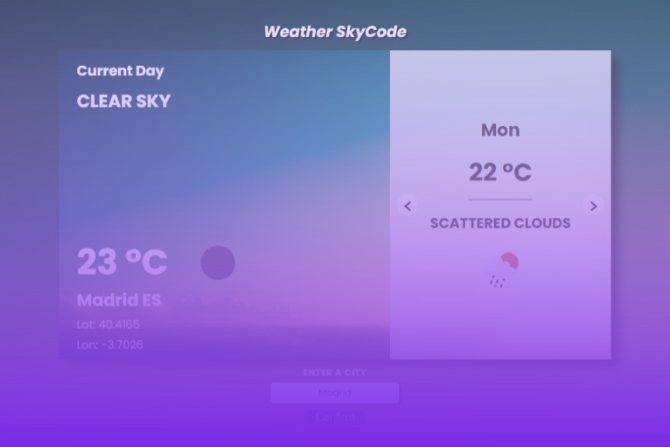 Weather SkyCode
Current Day
CLEAR SKY
23 ºC
Madrid ES
Lat: 40.4165
Lon: -3.7026
Mon
22 ºC
SCATTERED CLOUDS
ENTER A CITY
Madrid
Confirm